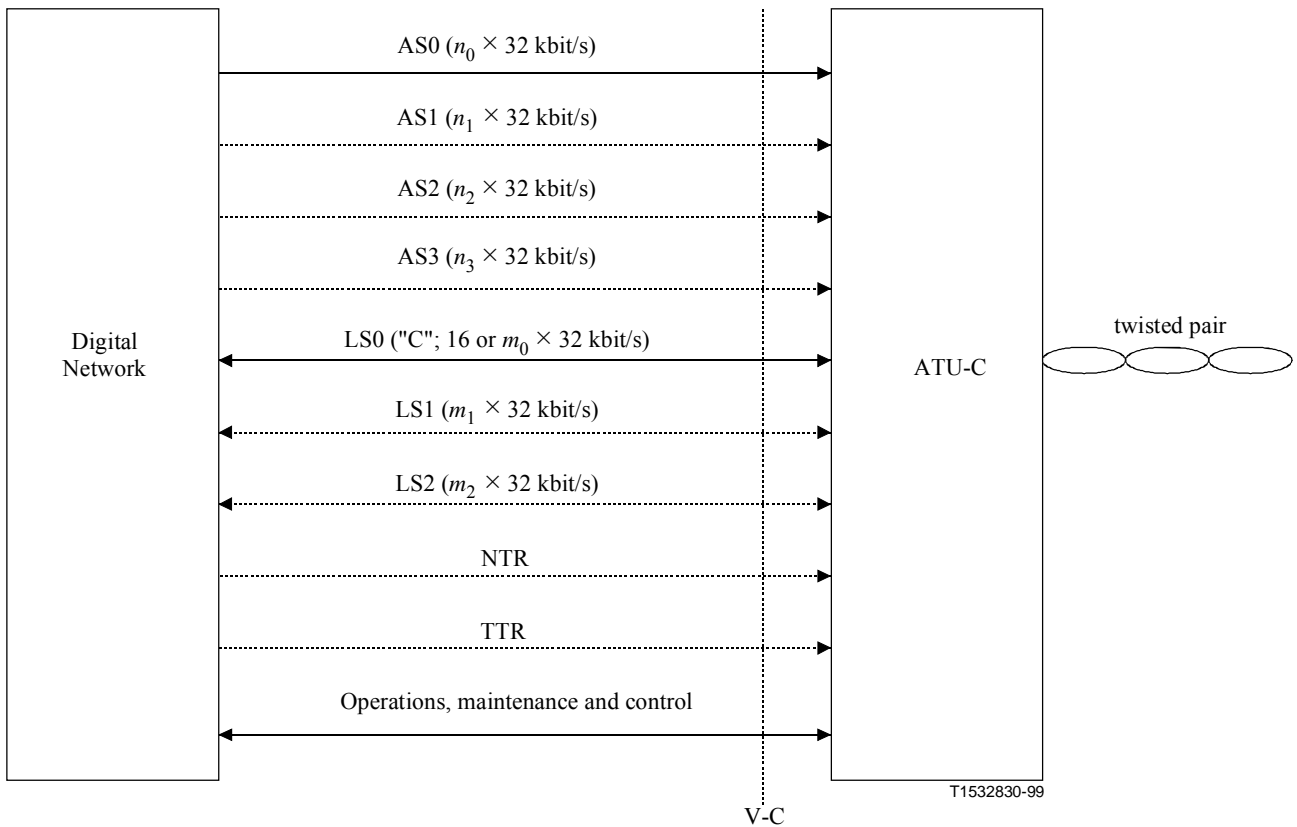 AS0 (n0 × 32 kbit/s)
AS1 (n1 × 32 kbit/s)
AS2 (n2 × 32 kbit/s)
AS3 (n3 × 32 kbit/s)
Digital
Network
LS0 ("C"; 16 or m0 × 32 kbit/s)
ATU-C
twisted pair
LS1 (m1 × 32 kbit/s)
LS2 (m2 × 32 kbit/s)
NTR
TTR
Operations, maintenance and control
T1532830-99
V-C